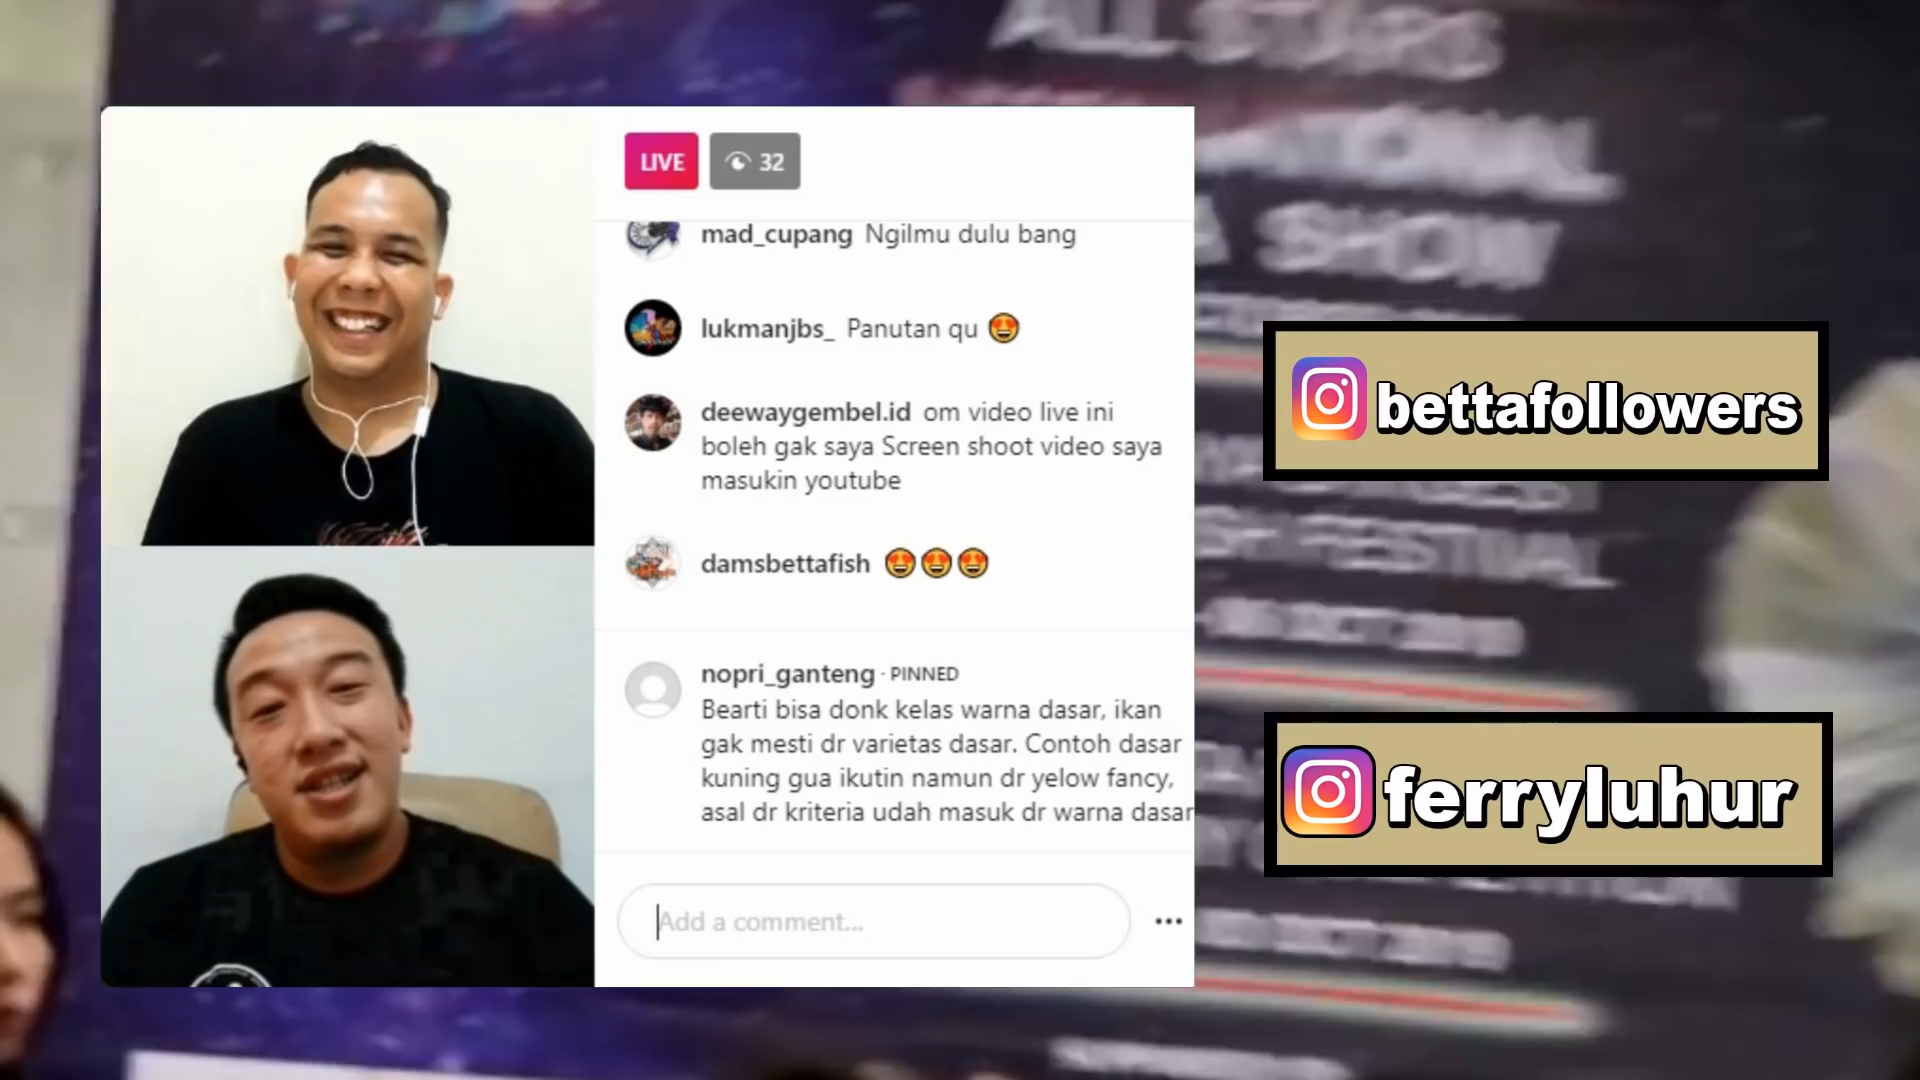 ALL STARS
A SHOW
LIVE
32
mad_cupang Ngilmu dulu bang
lukmanjbs_ Panutan qu 😍
deewaygembel.id om video live ini
boleh gak saya Screen shoot video saya
masukin youtube
damsbettafish 😍😍😍
nopri_ganteng · PINNED
Bearti bisa donk kelas warna dasar, ikan
gak mesti dr varietas dasar. Contoh dasar
kuning gua ikutin namun dr yelow fancy,
asal dr kriteria udah masuk dr warna dasar
Add a comment...
bettafollowers
ferryluhur